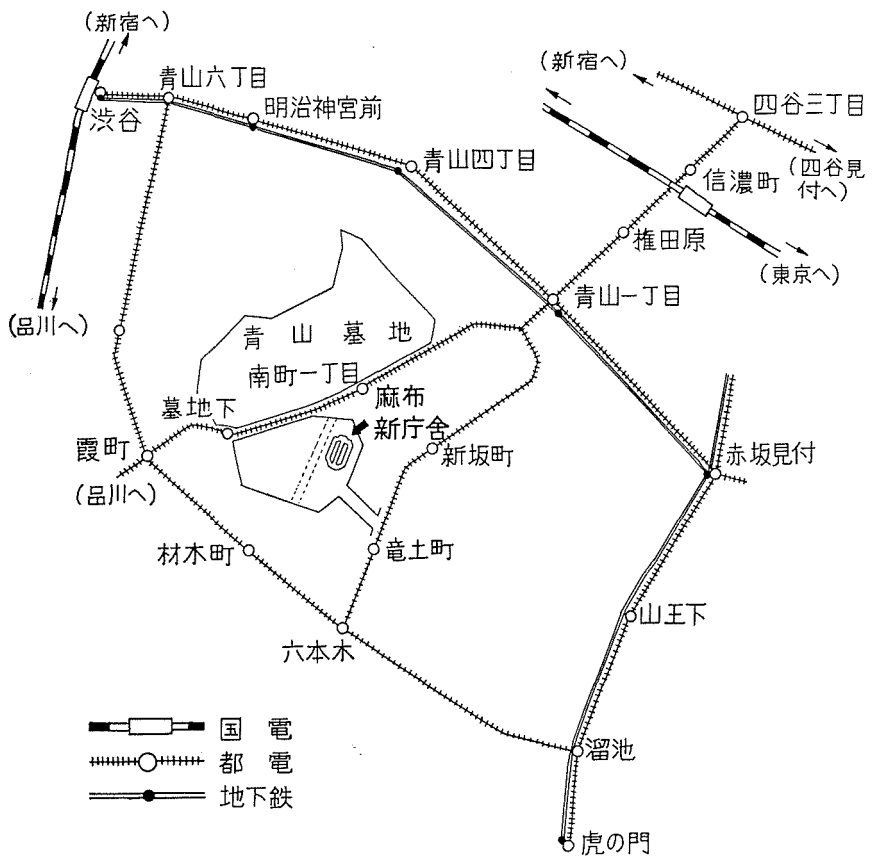 (新宿へ)
青山六丁目
渋谷
明治神宮前
(新宿へ)
四谷三丁目
青山四丁目
信濃町
(四谷見
付へ)
権田原
(東京へ)
青山一丁目
(品川へ)
青山墓地
南町一丁目
墓地下
麻布
新庁舎
霞町
新坂町
赤坂見付
(品川へ)
材木町
竜土町
山王下
六本木
溜池
虎の門
国電
都電
地下鉄